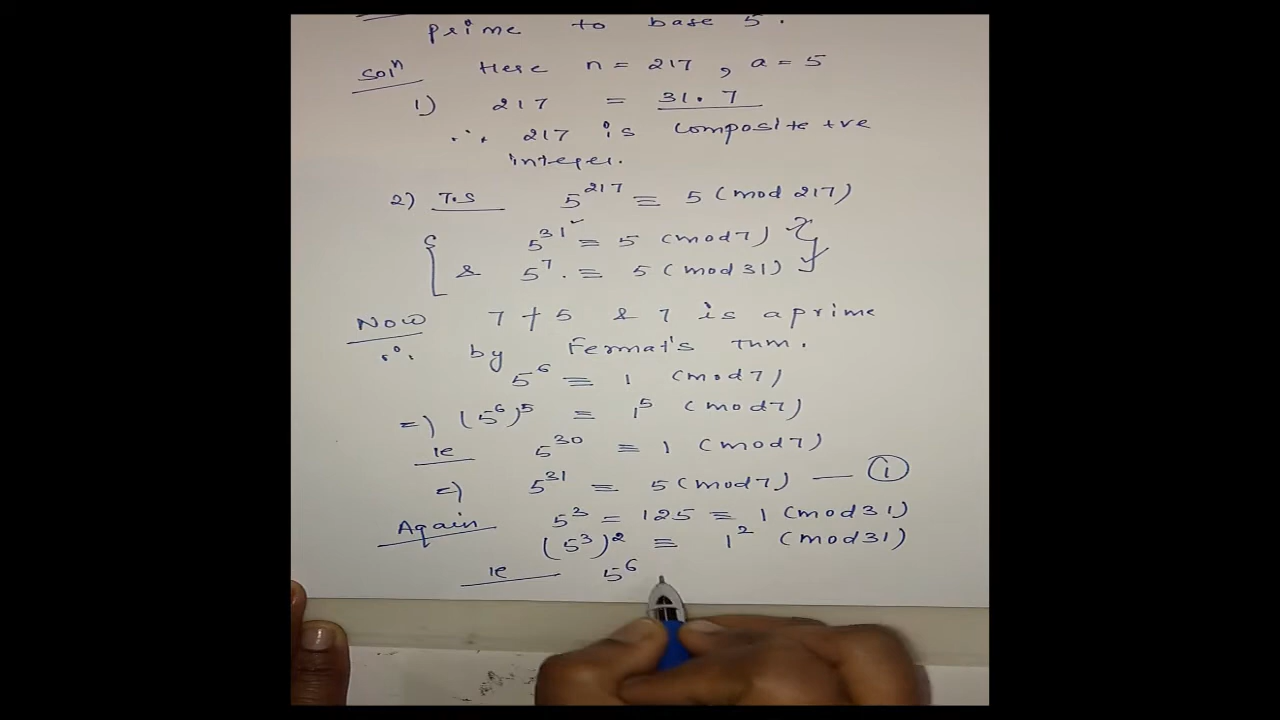 prime to base 5.
Solⁿ Here n = 217, a = 5
1) 217 = 31.7
∴ 217 is composite +ve
integer.
2) T.S 5^217 ≡ 5 (mod 217)
5^31 ≡ 5 (mod 7)
& 5^7 . ≡ 5 (mod 31)
Now 7 ∤ 5 & 7 is a prime
∴ by Fermat's Thm.
5^6 ≡ 1 (mod 7)
=) (5^6)^5 ≡ 1^5 (mod 7)
ie 5^30 ≡ 1 (mod 7)
=) 5^31 ≡ 5 (mod 7) — (i)
Again 5^3 = 125 ≡ 1 (mod 31)
(5^3)^2 ≡ 1^2 (mod 31)
ie 5^6